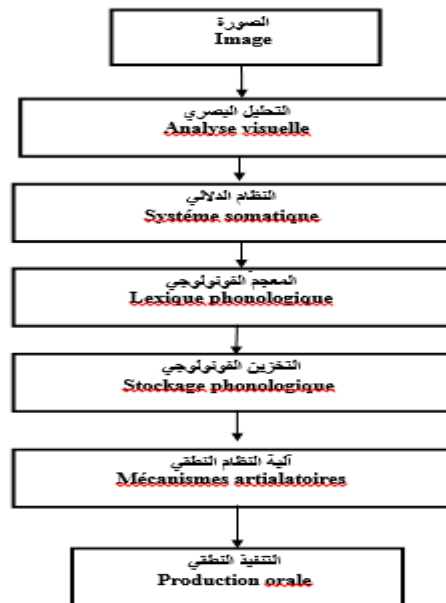 الصورة
Image
التحليل البصري
Analyse visuelle
النظام الدلالي
Systéme somatique
المعجم الفونولوجي
Lexique phonologique
التخزين الفونولوجي
Stockage phonologique
آلية النظام النطقي
Mécanismes artialatoires
التنفيذ النطقي
Production orale